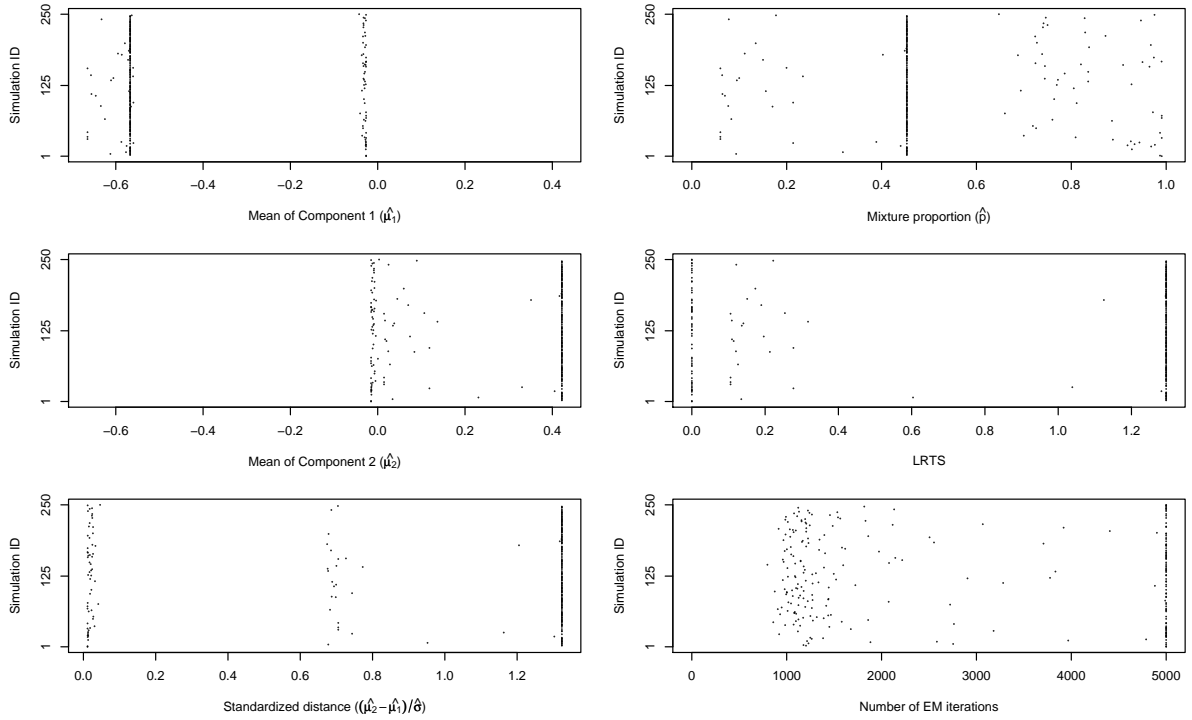 250
125
1
Simulation ID
−0.6 −0.4 −0.2 0.0 0.2 0.4
Mean of Component 1 (μ̂₁)
250
125
1
Simulation ID
0.0 0.2 0.4 0.6 0.8 1.0
Mixture proportion (p̂)
250
125
1
Simulation ID
−0.6 −0.4 −0.2 0.0 0.2 0.4
Mean of Component 2 (μ̂₂)
250
125
1
Simulation ID
0.0 0.2 0.4 0.6 0.8 1.0 1.2
LRTS
250
125
1
Simulation ID
0.0 0.2 0.4 0.6 0.8 1.0 1.2
Standardized distance ((μ̂₂−μ̂₁)/σ̂)
250
125
1
Simulation ID
0 1000 2000 3000 4000 5000
Number of EM iterations